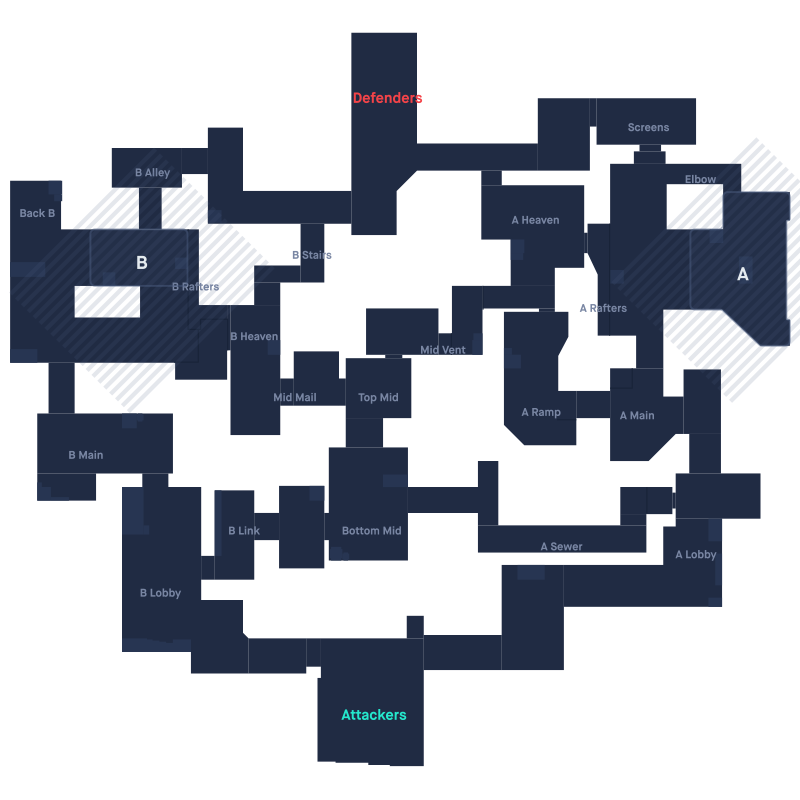 Defenders
Screens
B Alley
Elbow
Back B
A Heaven
B Stairs
B
A
B Rafters
A Rafters
B Heaven
Mid Vent
Mid Mail
Top Mid
A Ramp
A Main
B Main
B Link
Bottom Mid
A Sewer
A Lobby
B Lobby
Attackers